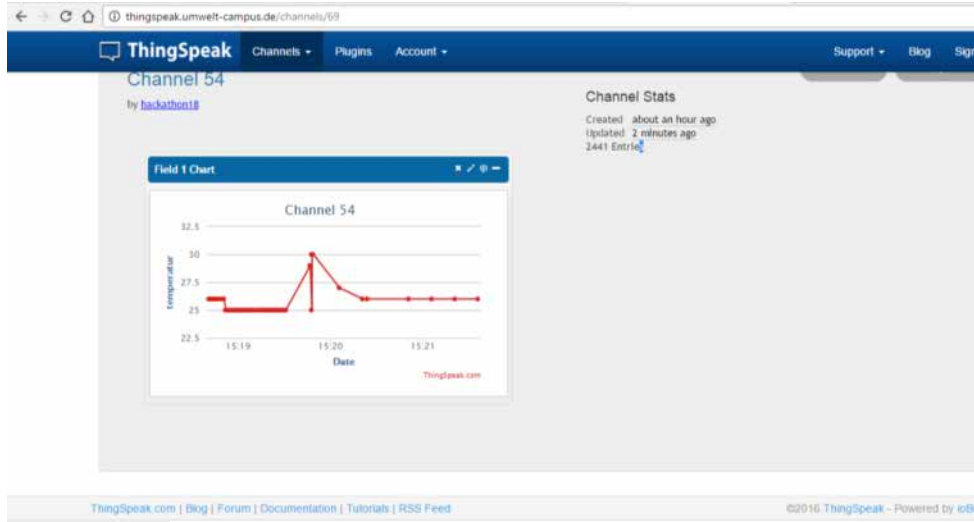 thingspeak.umwelt-campus.de/channels/69
ThingSpeak Channels Plugins Account Support Blog Sign
Channel 54
by hackathon18
Channel Stats
Created about an hour ago
Updated 2 minutes ago
2441 Entries
Field 1 Chart
Channel 54
32.5
30
27.5
25
22.5
temperatur
15:19 15:20 15:21
Date
ThingSpeak.com
ThingSpeak.com | Blog | Forum | Documentation | Tutorials | RSS Feed
©2016 ThingSpeak - Powered by